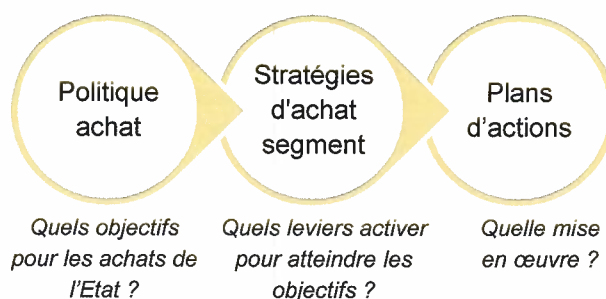 Politique
achat
Stratégies
d'achat
segment
Plans
d'actions
Quels objectifs
pour les achats de
l'Etat ?
Quels leviers activer
pour atteindre les
objectifs ?
Quelle mise
en œuvre ?